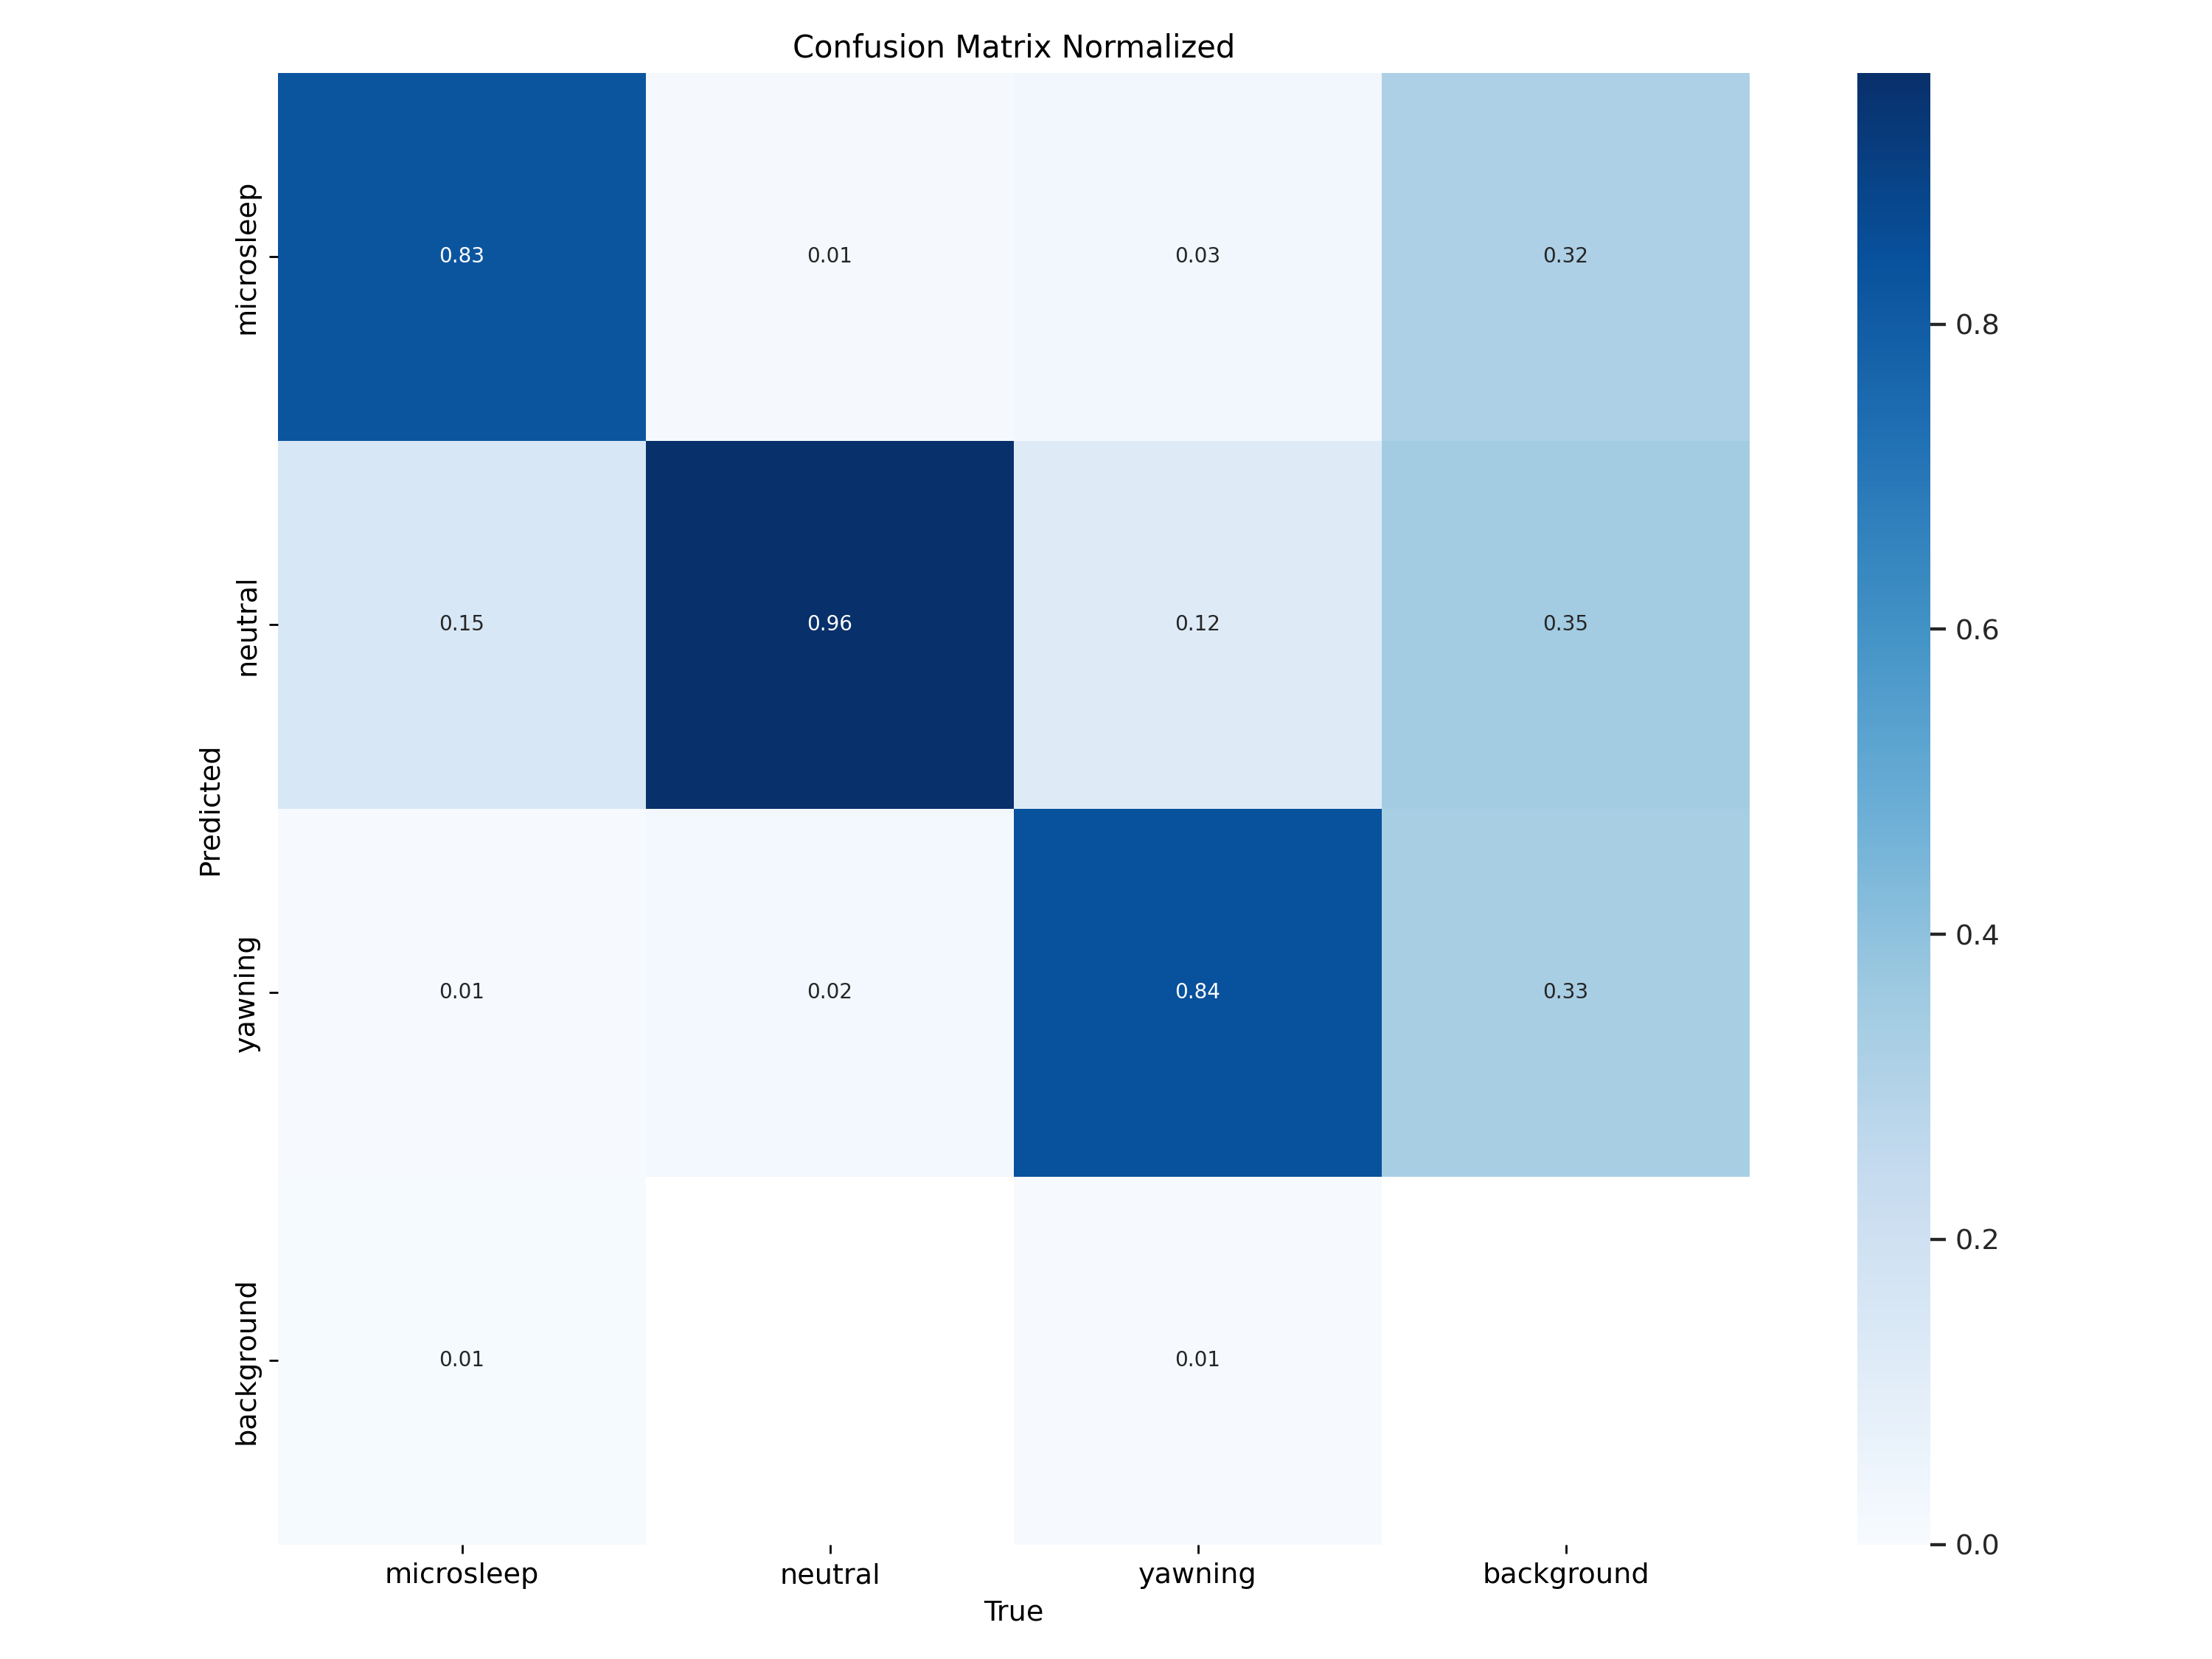 Confusion Matrix Normalized
microsleep
0.83
0.01
0.03
0.32
neutral
0.15
0.96
0.12
0.35
yawning
0.01
0.02
0.84
0.33
background
0.01
0.01
Predicted
microsleep
neutral
yawning
background
True
0.8
0.6
0.4
0.2
0.0